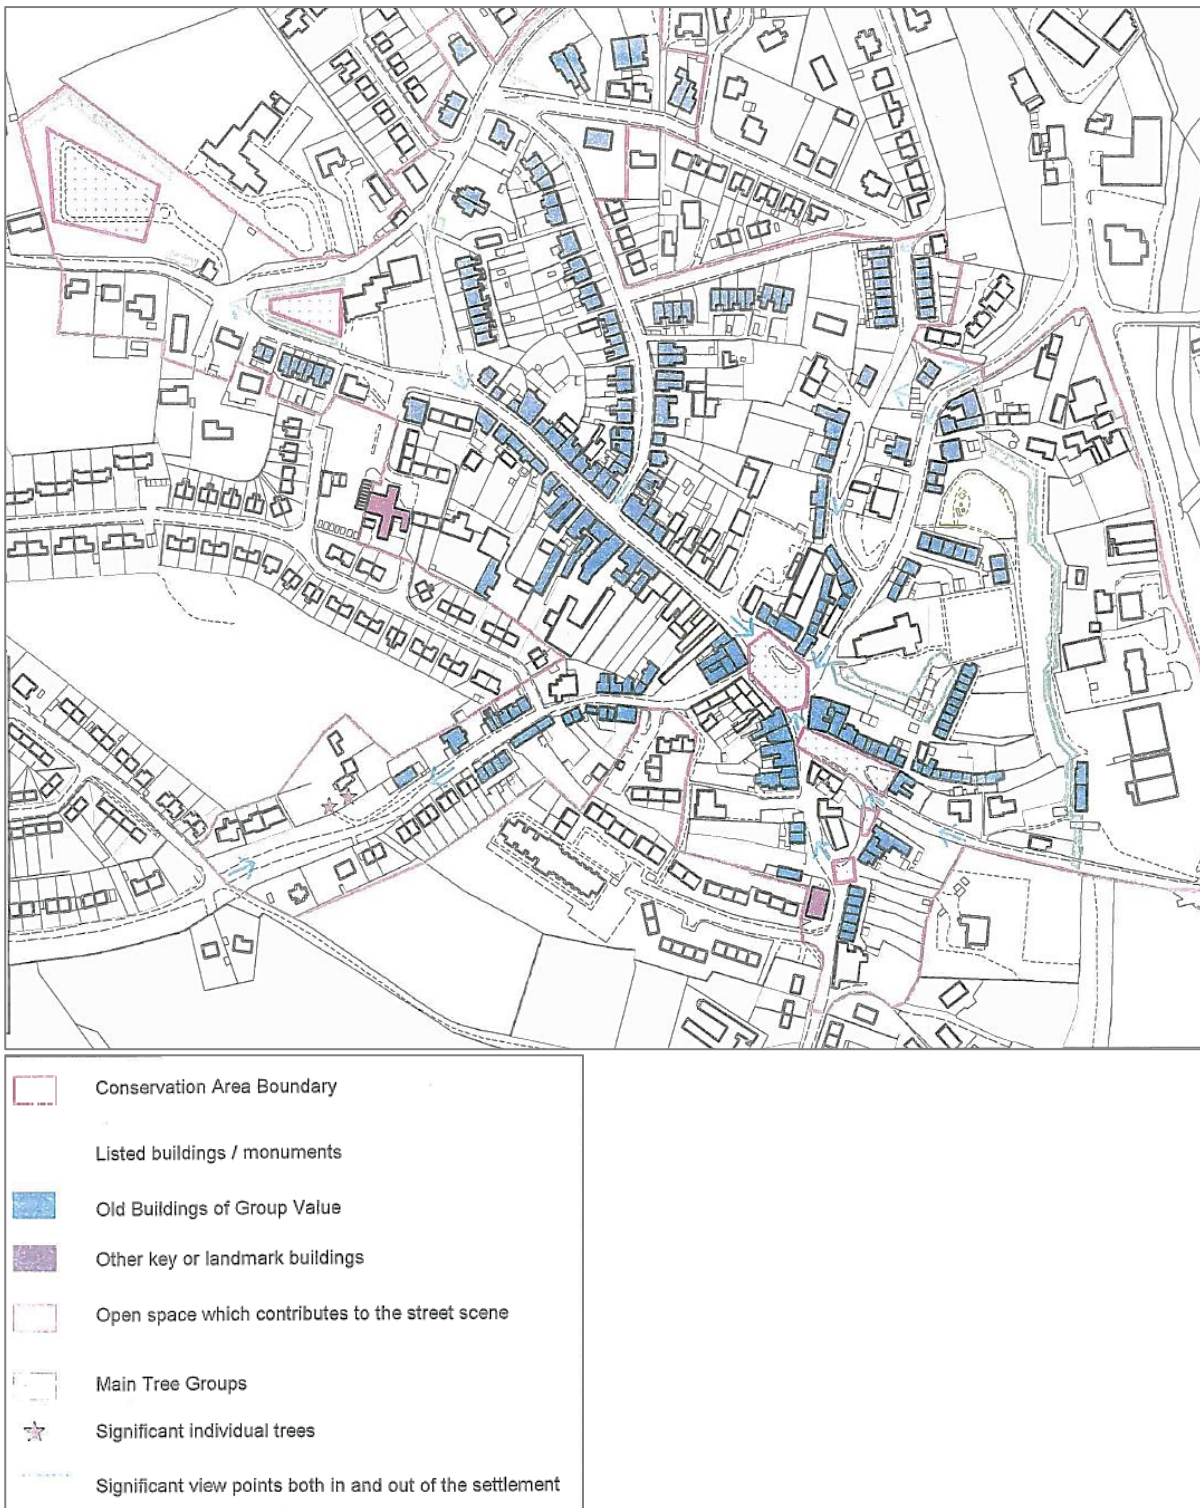 Conservation Area Boundary
Listed buildings / monuments
Old Buildings of Group Value
Other key or landmark buildings
Open space which contributes to the street scene
Main Tree Groups
Significant individual trees
Significant view points both in and out of the settlement